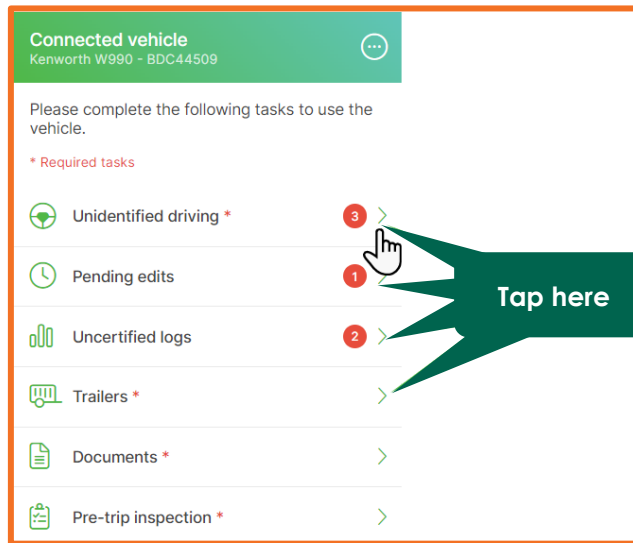 Connected vehicle
Kenworth W990 - BDC44509
Please complete the following tasks to use the
vehicle.
* Required tasks
Unidentified driving * 3
Pending edits 1
Tap here
Uncertified logs 2
Trailers *
Documents *
Pre-trip inspection *